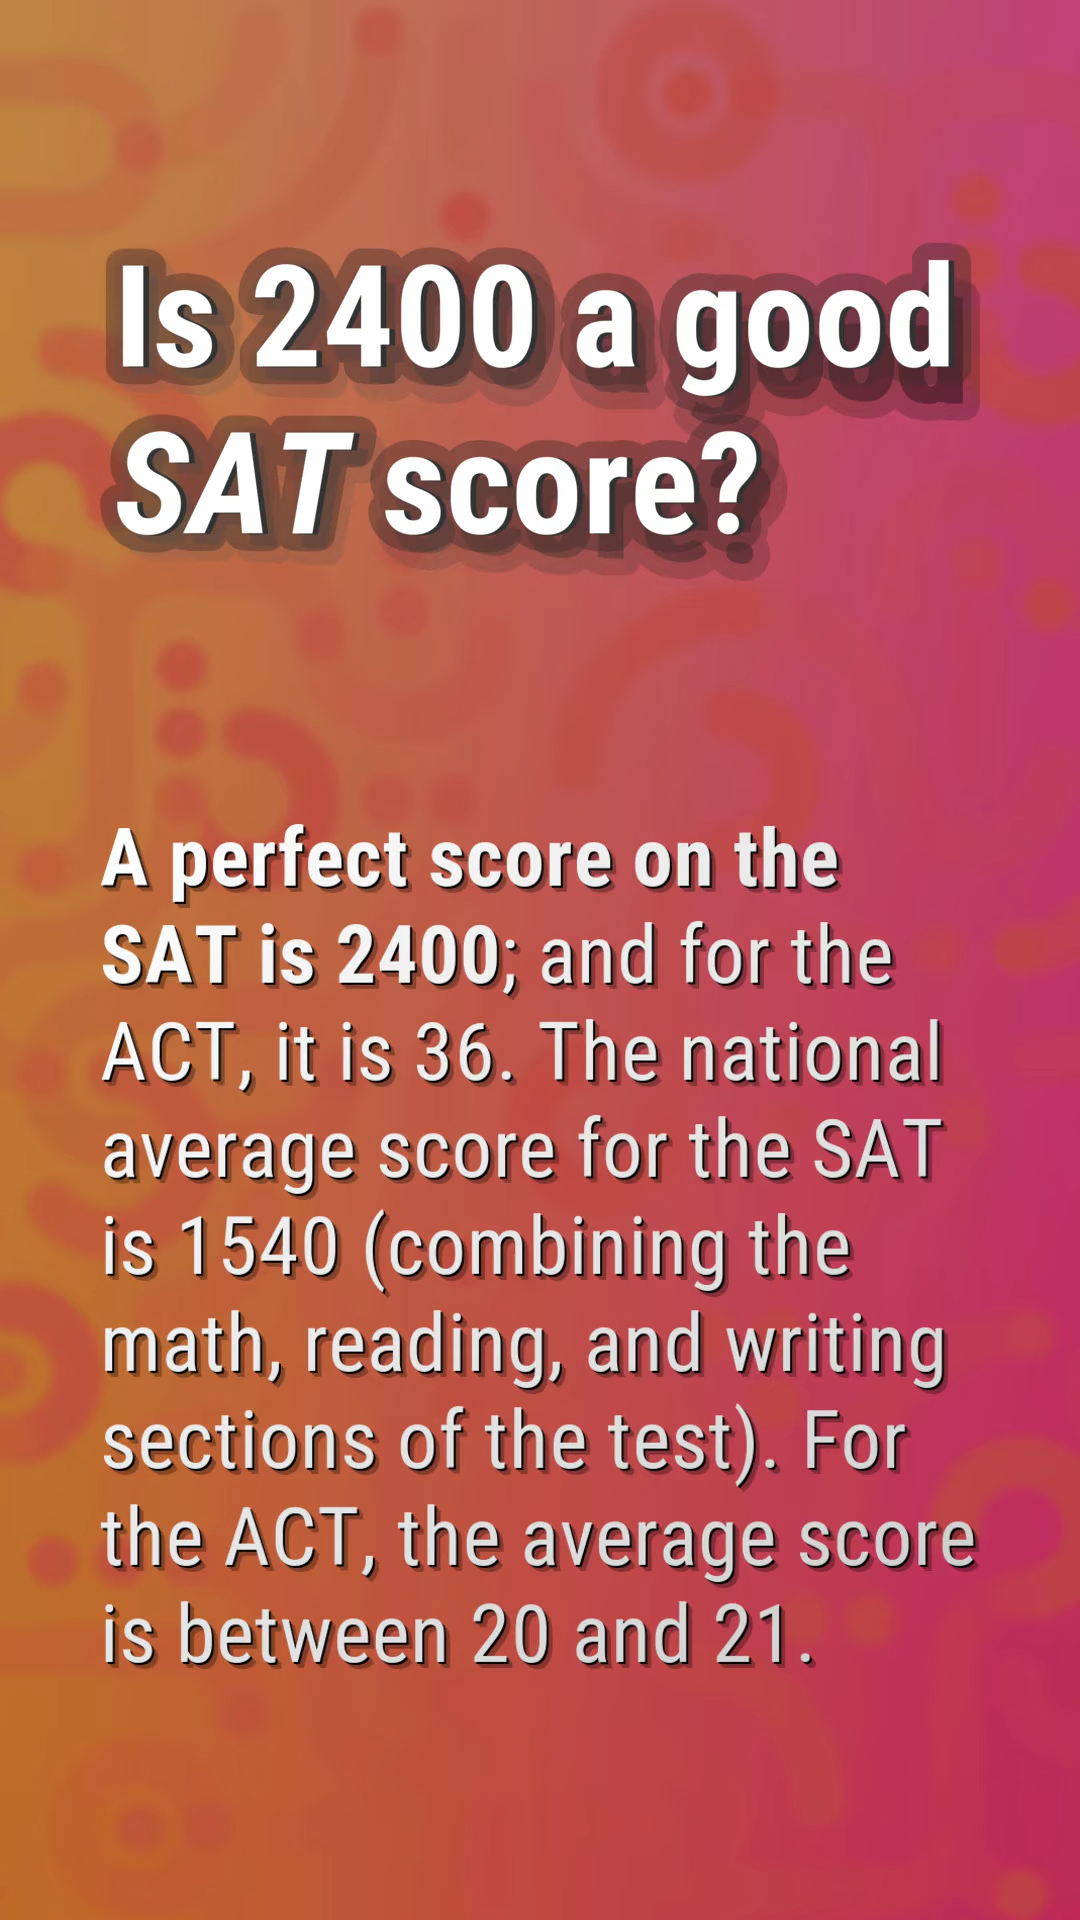 Is 2400 a good
SAT score?
A perfect score on the
SAT is 2400; and for the
ACT, it is 36. The national
average score for the SAT
is 1540 (combining the
math, reading, and writing
sections of the test). For
the ACT, the average score
is between 20 and 21.